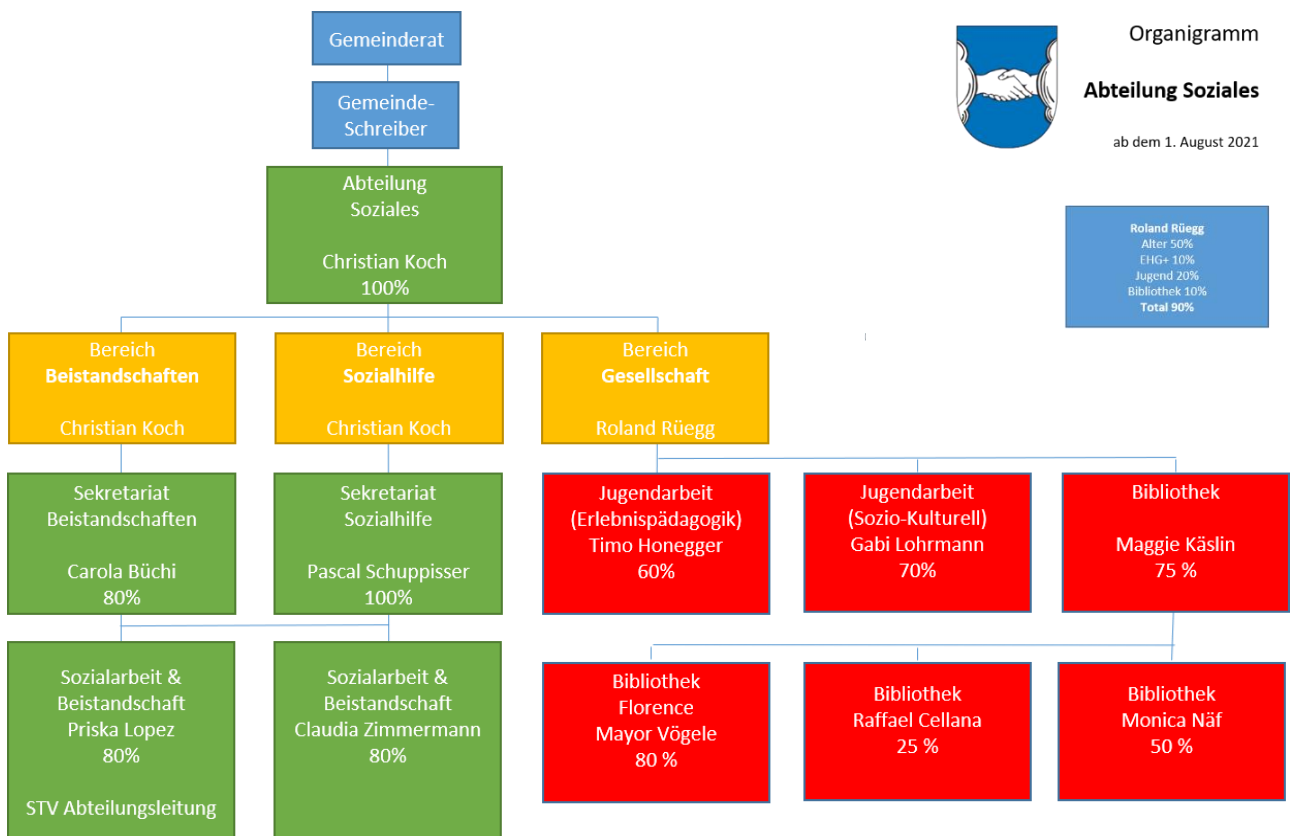 Gemeinderat
Gemeinde-
Schreiber
Organigramm
Abteilung Soziales
ab dem 1. August 2021
Abteilung
Soziales
Christian Koch
100%
Roland Rüegg
Alter 50%
EHG+ 10%
Jugend 20%
Bibliothek 10%
Total 90%
Bereich
Beistandschaften
Christian Koch
Bereich
Sozialhilfe
Christian Koch
Bereich
Gesellschaft
Roland Rüegg
Sekretariat
Beistandschaften
Carola Büchi
80%
Sekretariat
Sozialhilfe
Pascal Schuppisser
100%
Jugendarbeit
(Erlebnispädagogik)
Timo Honegger
60%
Jugendarbeit
(Sozio-Kulturell)
Gabi Lohrmann
70%
Bibliothek
Maggie Käslin
75 %
Sozialarbeit &
Beistandschaft
Priska Lopez
80%
STV Abteilungsleitung
Sozialarbeit &
Beistandschaft
Claudia Zimmermann
80%
Bibliothek
Florence
Mayor Vögele
80 %
Bibliothek
Raffael Cellana
25 %
Bibliothek
Monica Näf
50 %